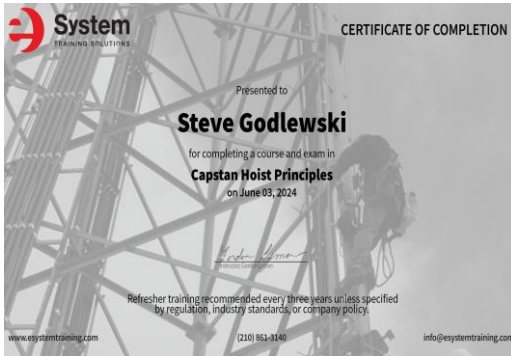 e System
TRAINING SOLUTIONS
CERTIFICATE OF COMPLETION
Presented to
Steve Godlewski
for completing a course and exam in
Capstan Hoist Principles
on June 03, 2024
Refresher training recommended every three years unless specified
by regulation, industry standards, or company policy.
www.esystemtraining.com
(210) 861-3140
info@esystemtraining.com